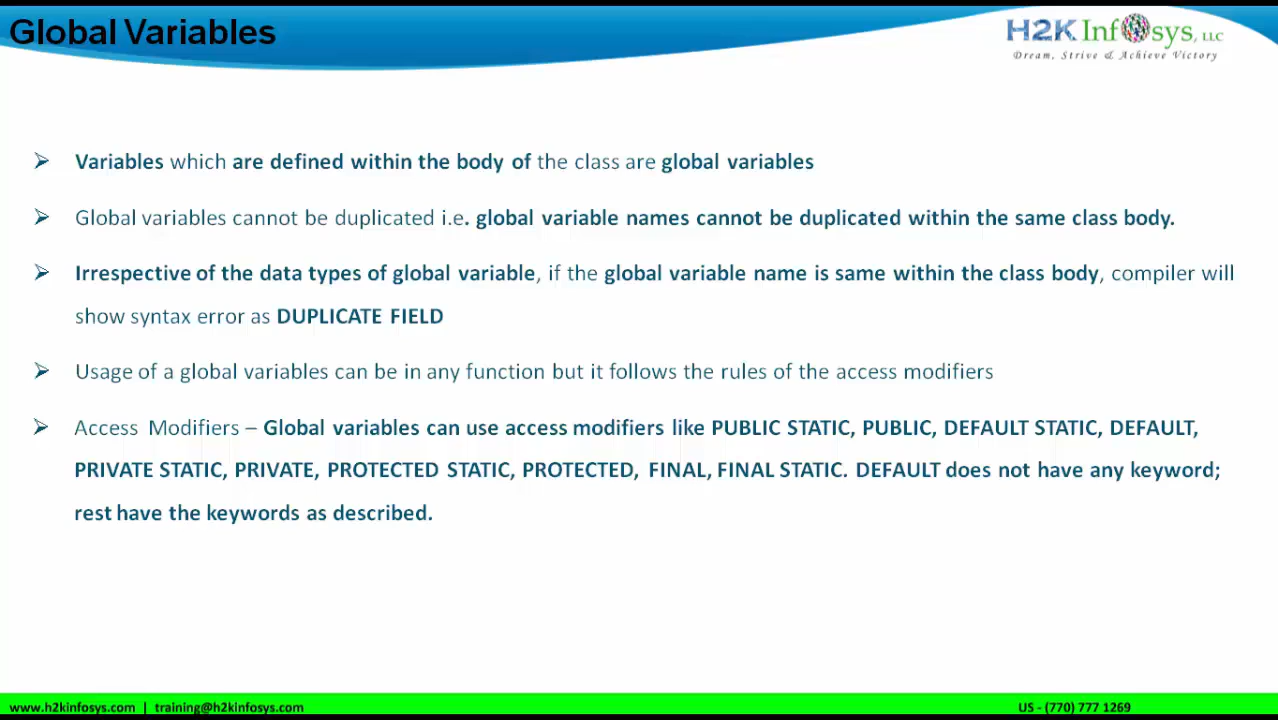 Global Variables
H2K Infosys, LLC
Dream, Strive & Achieve Victory
Variables which are defined within the body of the class are global variables
Global variables cannot be duplicated i.e. global variable names cannot be duplicated within the same class body.
Irrespective of the data types of global variable, if the global variable name is same within the class body, compiler will
show syntax error as DUPLICATE FIELD
Usage of a global variables can be in any function but it follows the rules of the access modifiers
Access Modifiers – Global variables can use access modifiers like PUBLIC STATIC, PUBLIC, DEFAULT STATIC, DEFAULT,
PRIVATE STATIC, PRIVATE, PROTECTED STATIC, PROTECTED, FINAL, FINAL STATIC. DEFAULT does not have any keyword;
rest have the keywords as described.
www.h2kinfosys.com | training@h2kinfosys.com
US - (770) 777 1269